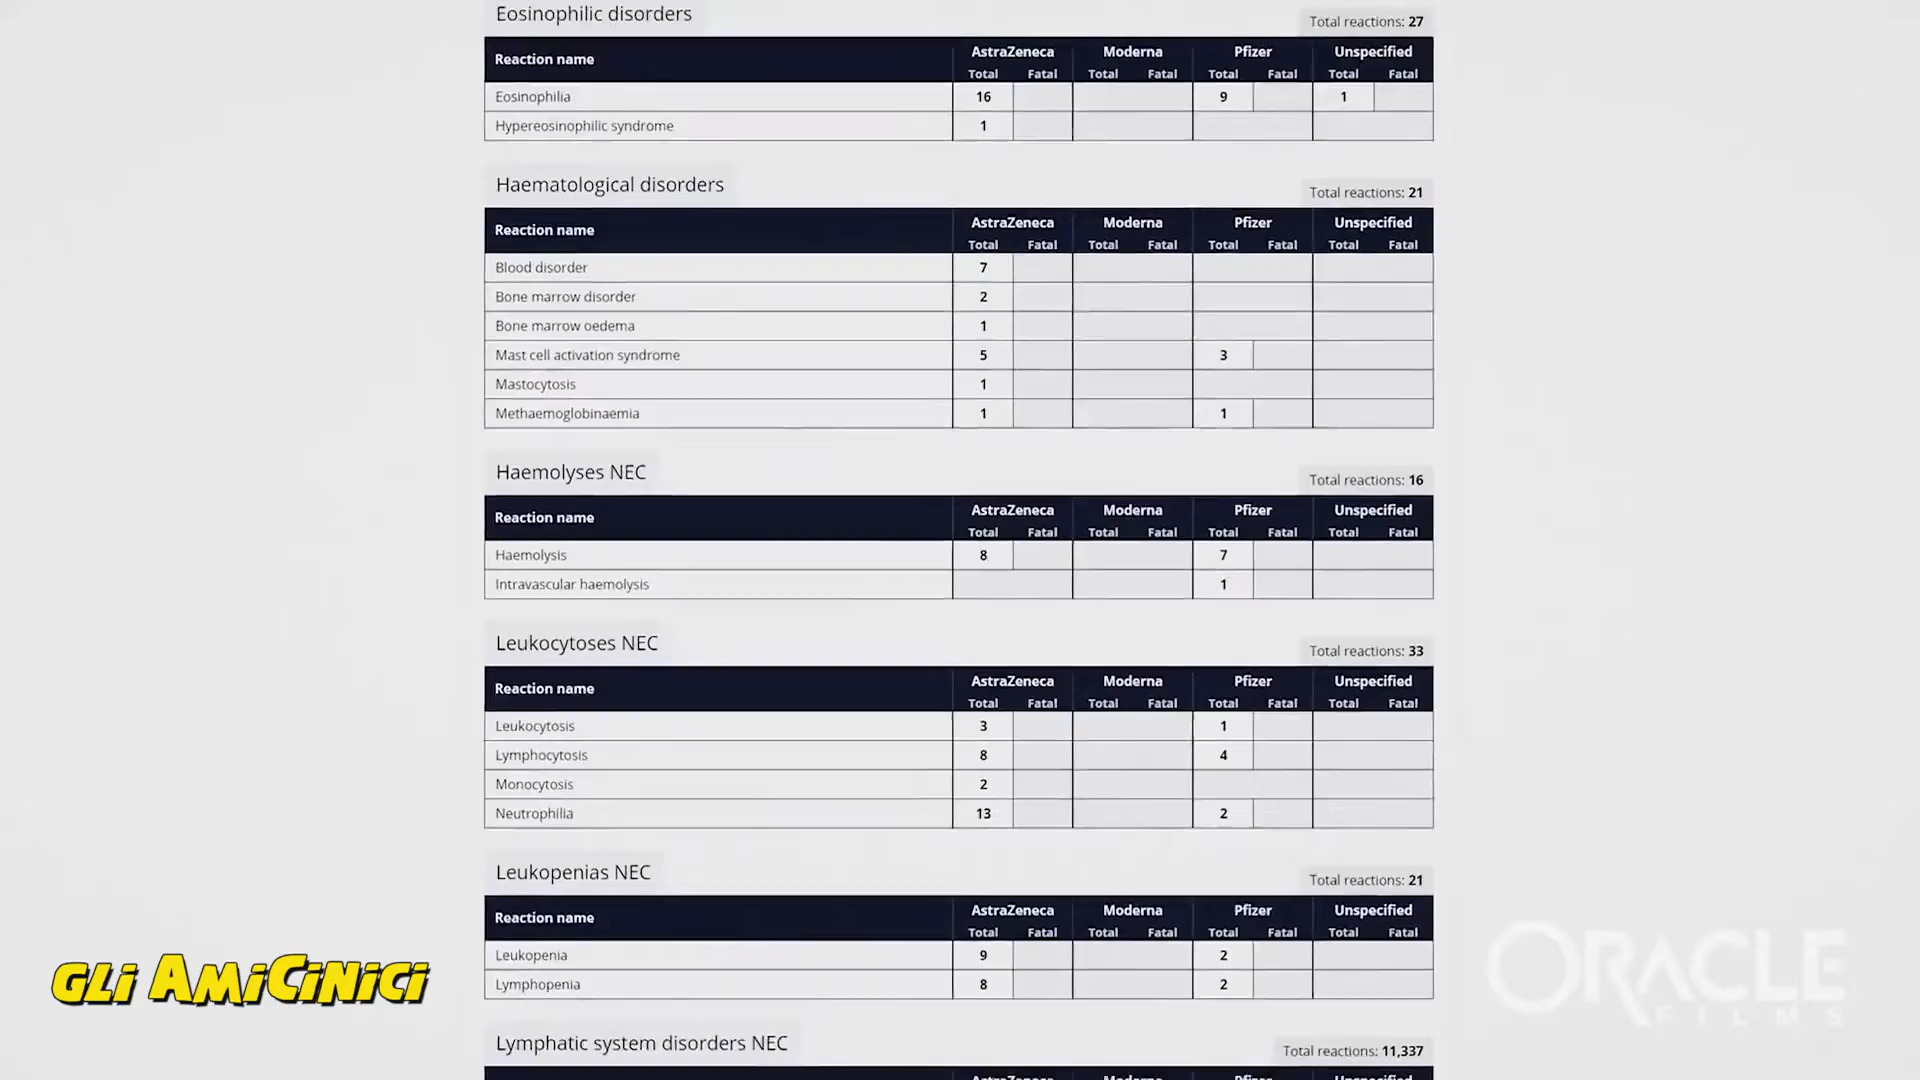 Eosinophilic disorders
Total reactions: 27
Reaction name AstraZeneca Moderna Pfizer Unspecified
Total Fatal Total Fatal Total Fatal Total Fatal
Eosinophilia 16 9 1
Hypereosinophilic syndrome 1
Haematological disorders
Total reactions: 21
Reaction name AstraZeneca Moderna Pfizer Unspecified
Total Fatal Total Fatal Total Fatal Total Fatal
Blood disorder 7
Bone marrow disorder 2
Bone marrow oedema 1
Mast cell activation syndrome 5 3
Mastocytosis 1
Methaemoglobinaemia 1 1
Haemolyses NEC
Total reactions: 16
Reaction name AstraZeneca Moderna Pfizer Unspecified
Total Fatal Total Fatal Total Fatal Total Fatal
Haemolysis 8 7
Intravascular haemolysis 1
Leukocytoses NEC
Total reactions: 33
Reaction name AstraZeneca Moderna Pfizer Unspecified
Total Fatal Total Fatal Total Fatal Total Fatal
Leukocytosis 3 1
Lymphocytosis 8 4
Monocytosis 2
Neutrophilia 13 2
Leukopenias NEC
Total reactions: 21
Reaction name AstraZeneca Moderna Pfizer Unspecified
Total Fatal Total Fatal Total Fatal Total Fatal
Leukopenia 9 2
Lymphopenia 8 2
Lymphatic system disorders NEC
Total reactions: 11,337
AstraZeneca Moderna Pfizer Unspecified
GLi AMiCiNiCi
ORACLE
FILMS